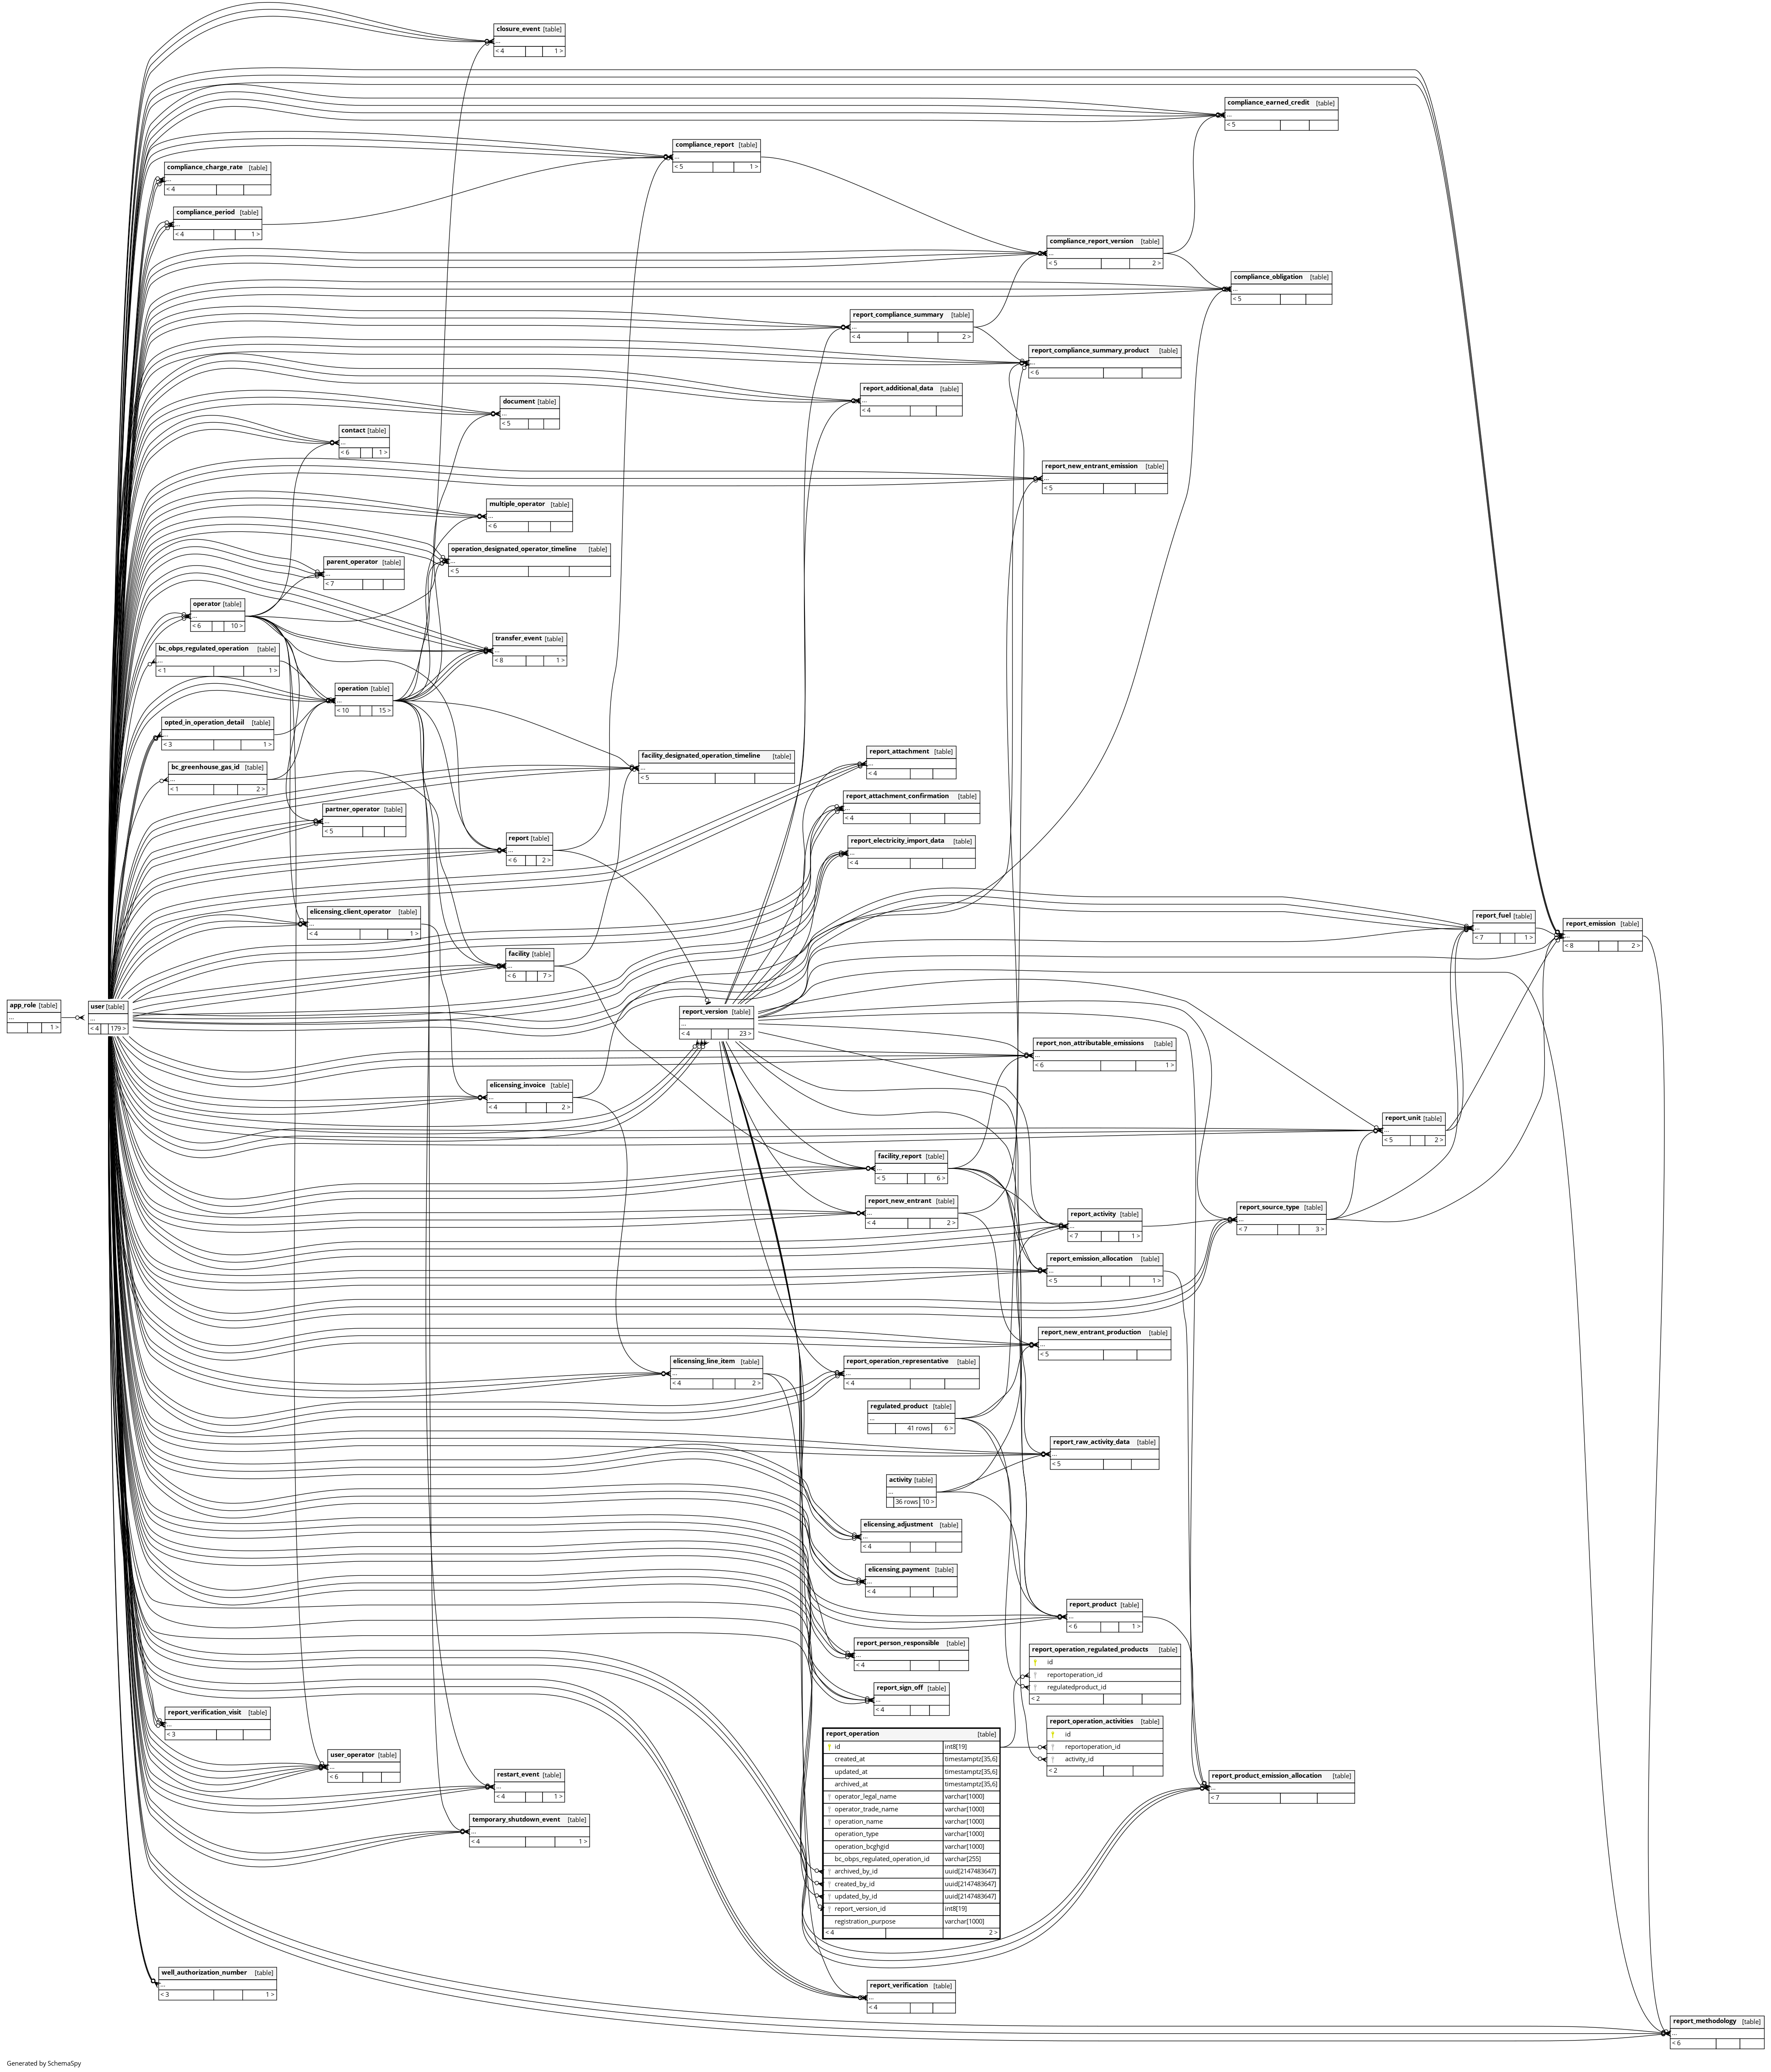 closure_event [table]
...
< 4 1 >
compliance_earned_credit [table]
...
< 5
compliance_report [table]
...
< 5 1 >
compliance_charge_rate [table]
...
< 4
compliance_period [table]
...
< 4 1 >
compliance_report_version [table]
...
< 5 2 >
compliance_obligation [table]
...
< 5
report_compliance_summary [table]
...
< 4 2 >
report_compliance_summary_product [table]
...
< 6
report_additional_data [table]
...
< 4
document [table]
...
< 5
contact [table]
...
< 6 1 >
report_new_entrant_emission [table]
...
< 5
multiple_operator [table]
...
< 6
operation_designated_operator_timeline [table]
...
< 5
parent_operator [table]
...
< 7
operator [table]
...
< 6 10 >
transfer_event [table]
...
< 8 1 >
bc_obps_regulated_operation [table]
...
< 1 1 >
operation [table]
...
< 10 15 >
opted_in_operation_detail [table]
...
< 3 1 >
facility_designated_operation_timeline [table]
...
< 5
report_attachment [table]
...
< 4
bc_greenhouse_gas_id [table]
...
< 1 2 >
report_attachment_confirmation [table]
...
< 4
partner_operator [table]
...
< 5
report [table]
...
< 6 2 >
report_electricity_import_data [table]
...
< 4
elicensing_client_operator [table]
...
< 4 1 >
report_fuel [table]
...
< 7 1 >
report_emission [table]
...
< 8 2 >
facility [table]
...
< 6 7 >
app_role [table]
...
1 >
user [table]
...
< 4 179 >
report_version [table]
...
< 4 23 >
report_non_attributable_emissions [table]
...
< 6 1 >
elicensing_invoice [table]
...
< 4 2 >
report_unit [table]
...
< 5 2 >
facility_report [table]
...
< 5 6 >
report_new_entrant [table]
...
< 4 2 >
report_source_type [table]
...
< 7 3 >
report_activity [table]
...
< 7 1 >
report_emission_allocation [table]
...
< 5 1 >
report_new_entrant_production [table]
...
< 5
elicensing_line_item [table]
...
< 4 2 >
report_operation_representative [table]
...
< 4
regulated_product [table]
...
41 rows 6 >
report_raw_activity_data [table]
...
< 5
activity [table]
...
36 rows 10 >
elicensing_adjustment [table]
...
< 4
elicensing_payment [table]
...
< 4
report_product [table]
...
< 6 1 >
report_person_responsible [table]
...
< 4
report_operation_regulated_products [table]
id
reportoperation_id
regulatedproduct_id
< 2
report_sign_off [table]
...
< 4
report_verification_visit [table]
...
< 3
report_operation_activities [table]
id
reportoperation_id
activity_id
< 2
report_operation [table]
id int8[19]
created_at timestamptz[35,6]
updated_at timestamptz[35,6]
archived_at timestamptz[35,6]
operator_legal_name varchar[1000]
operator_trade_name varchar[1000]
operation_name varchar[1000]
operation_type varchar[1000]
operation_bcghgid varchar[1000]
bc_obps_regulated_operation_id varchar[255]
archived_by_id uuid[2147483647]
created_by_id uuid[2147483647]
updated_by_id uuid[2147483647]
report_version_id int8[19]
registration_purpose varchar[1000]
< 4 2 >
user_operator [table]
...
< 6
restart_event [table]
...
< 4 1 >
report_product_emission_allocation [table]
...
< 7
temporary_shutdown_event [table]
...
< 4 1 >
well_authorization_number [table]
...
< 3 1 >
report_verification [table]
...
< 4
report_methodology [table]
...
< 6
Generated by SchemaSpy